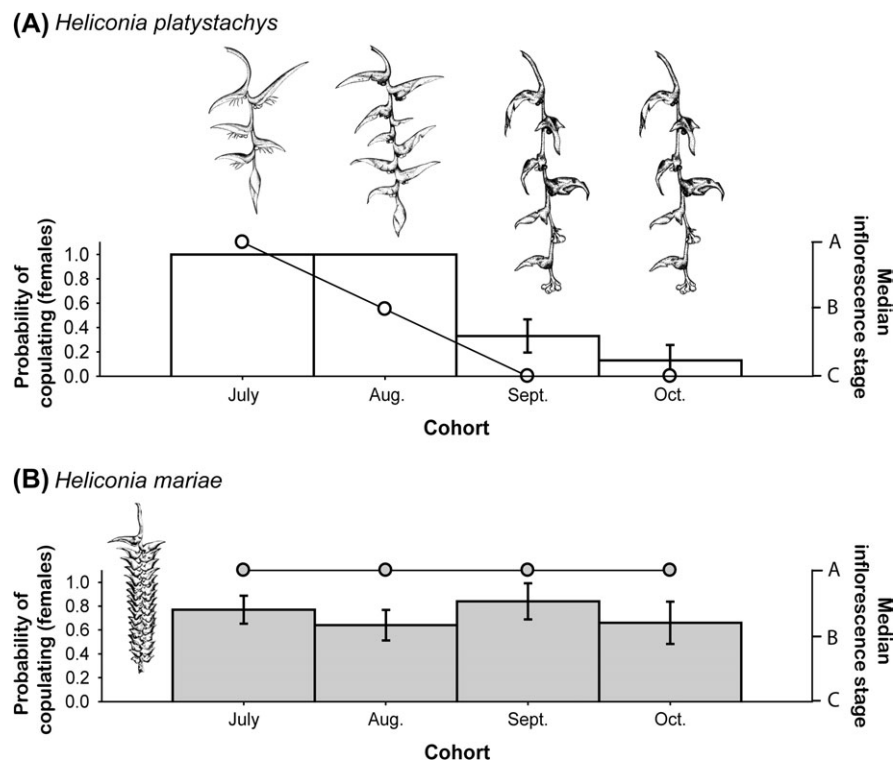 (A) Heliconia platystachys
Probability of
copulating (females)
1.0
0.8
0.6
0.4
0.2
0.0
A
B
C
Median
inflorescence stage
July Aug. Sept. Oct.
Cohort
(B) Heliconia mariae
Probability of
copulating (females)
1.0
0.8
0.6
0.4
0.2
0.0
A
B
C
Median
inflorescence stage
July Aug. Sept. Oct.
Cohort